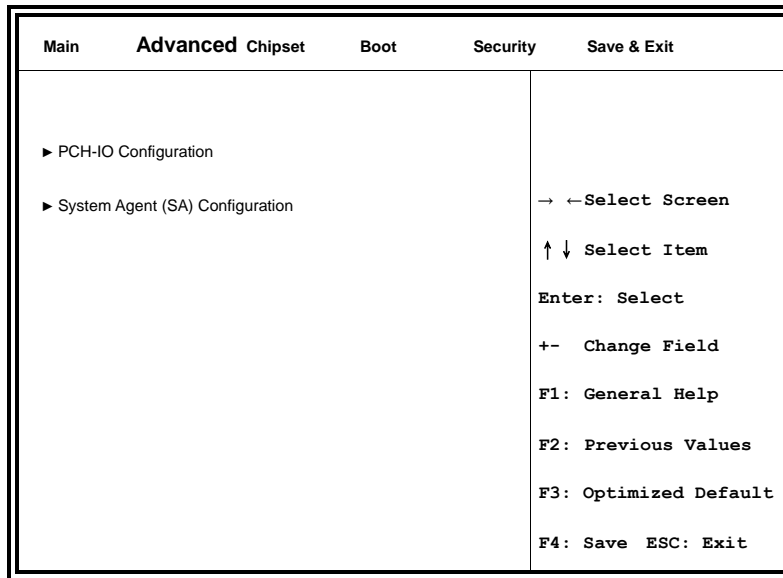 Main Advanced Chipset Boot Security Save & Exit
► PCH-IO Configuration
► System Agent (SA) Configuration
→ ←Select Screen
↑↓ Select Item
Enter: Select
+- Change Field
F1: General Help
F2: Previous Values
F3: Optimized Default
F4: Save ESC: Exit